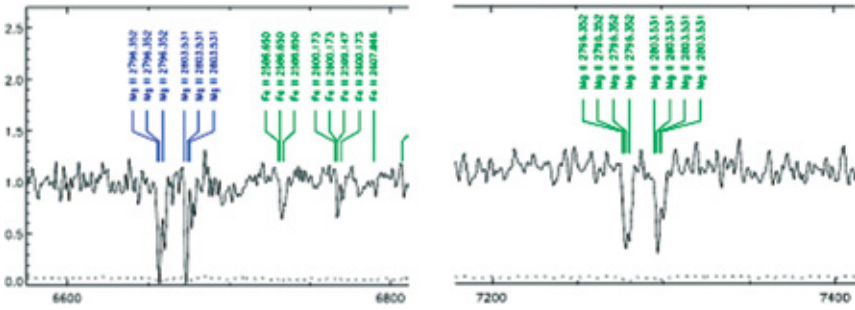 2.5
2.0
1.5
1.0
0.5
0.0
Mg II 2796.352
Mg II 2796.352
Mg II 2796.352
Mg II 2803.531
Mg II 2803.531
Mg II 2803.531
Fe II 2586.650
Fe II 2586.650
Fe II 2586.650
Fe II 2600.173
Fe II 2600.173
Fe II 2600.173
6600
6800
Mg II 2796.352
Mg II 2796.352
Mg II 2796.352
Mg II 2796.352
Mg II 2803.531
Mg II 2803.531
Mg II 2803.531
Mg II 2803.531
7200
7400